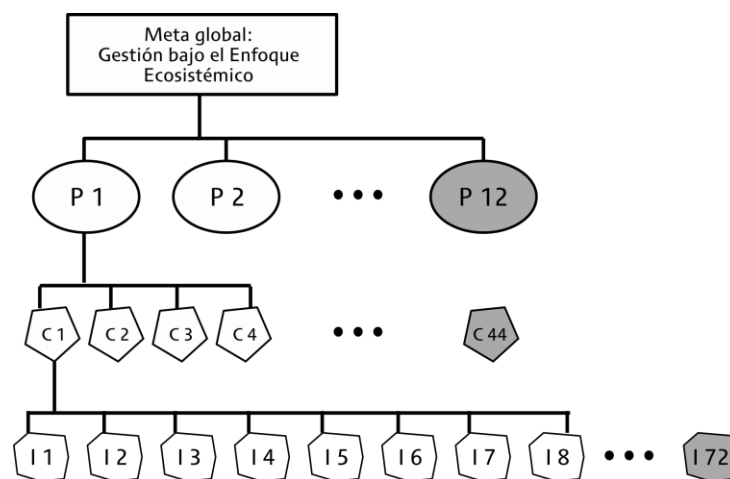 Meta global:
Gestión bajo el Enfoque
Ecosistémico
P 1 P 2 ••• P 12
C 1 C 2 C 3 C 4 ••• C 44
I 1 I 2 I 3 I 4 I 5 I 6 I 7 I 8 ••• I 72